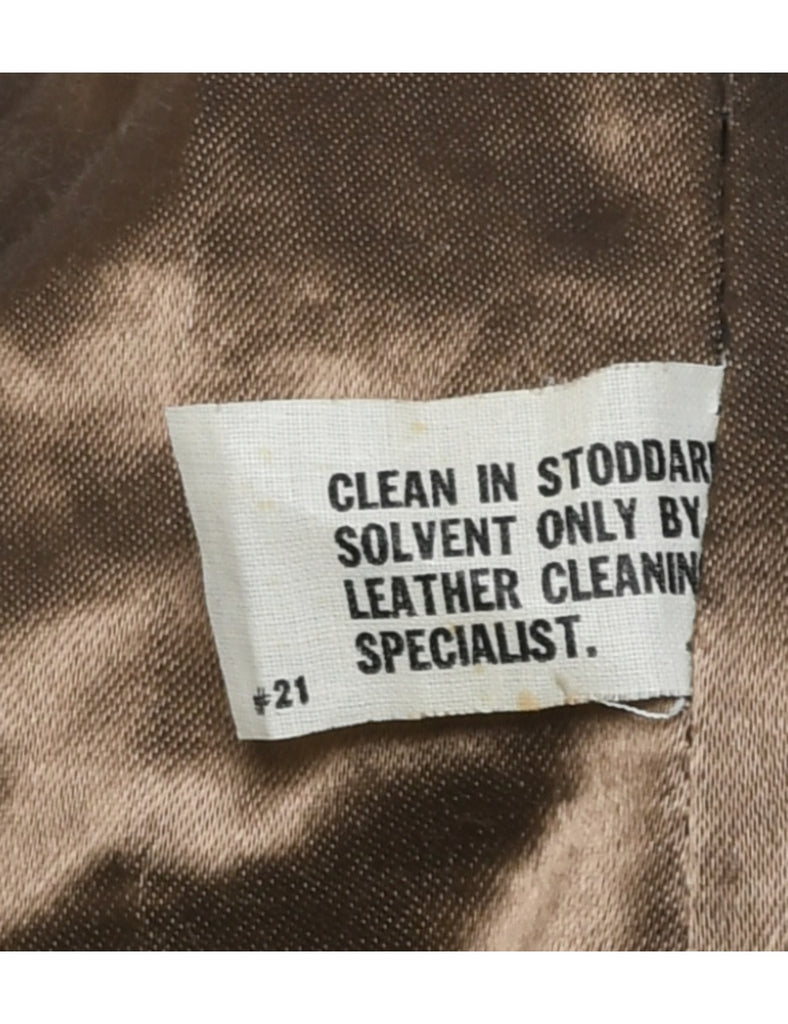 CLEAN IN STODDAR
SOLVENT ONLY BY
LEATHER CLEANIN
SPECIALIST.
#21